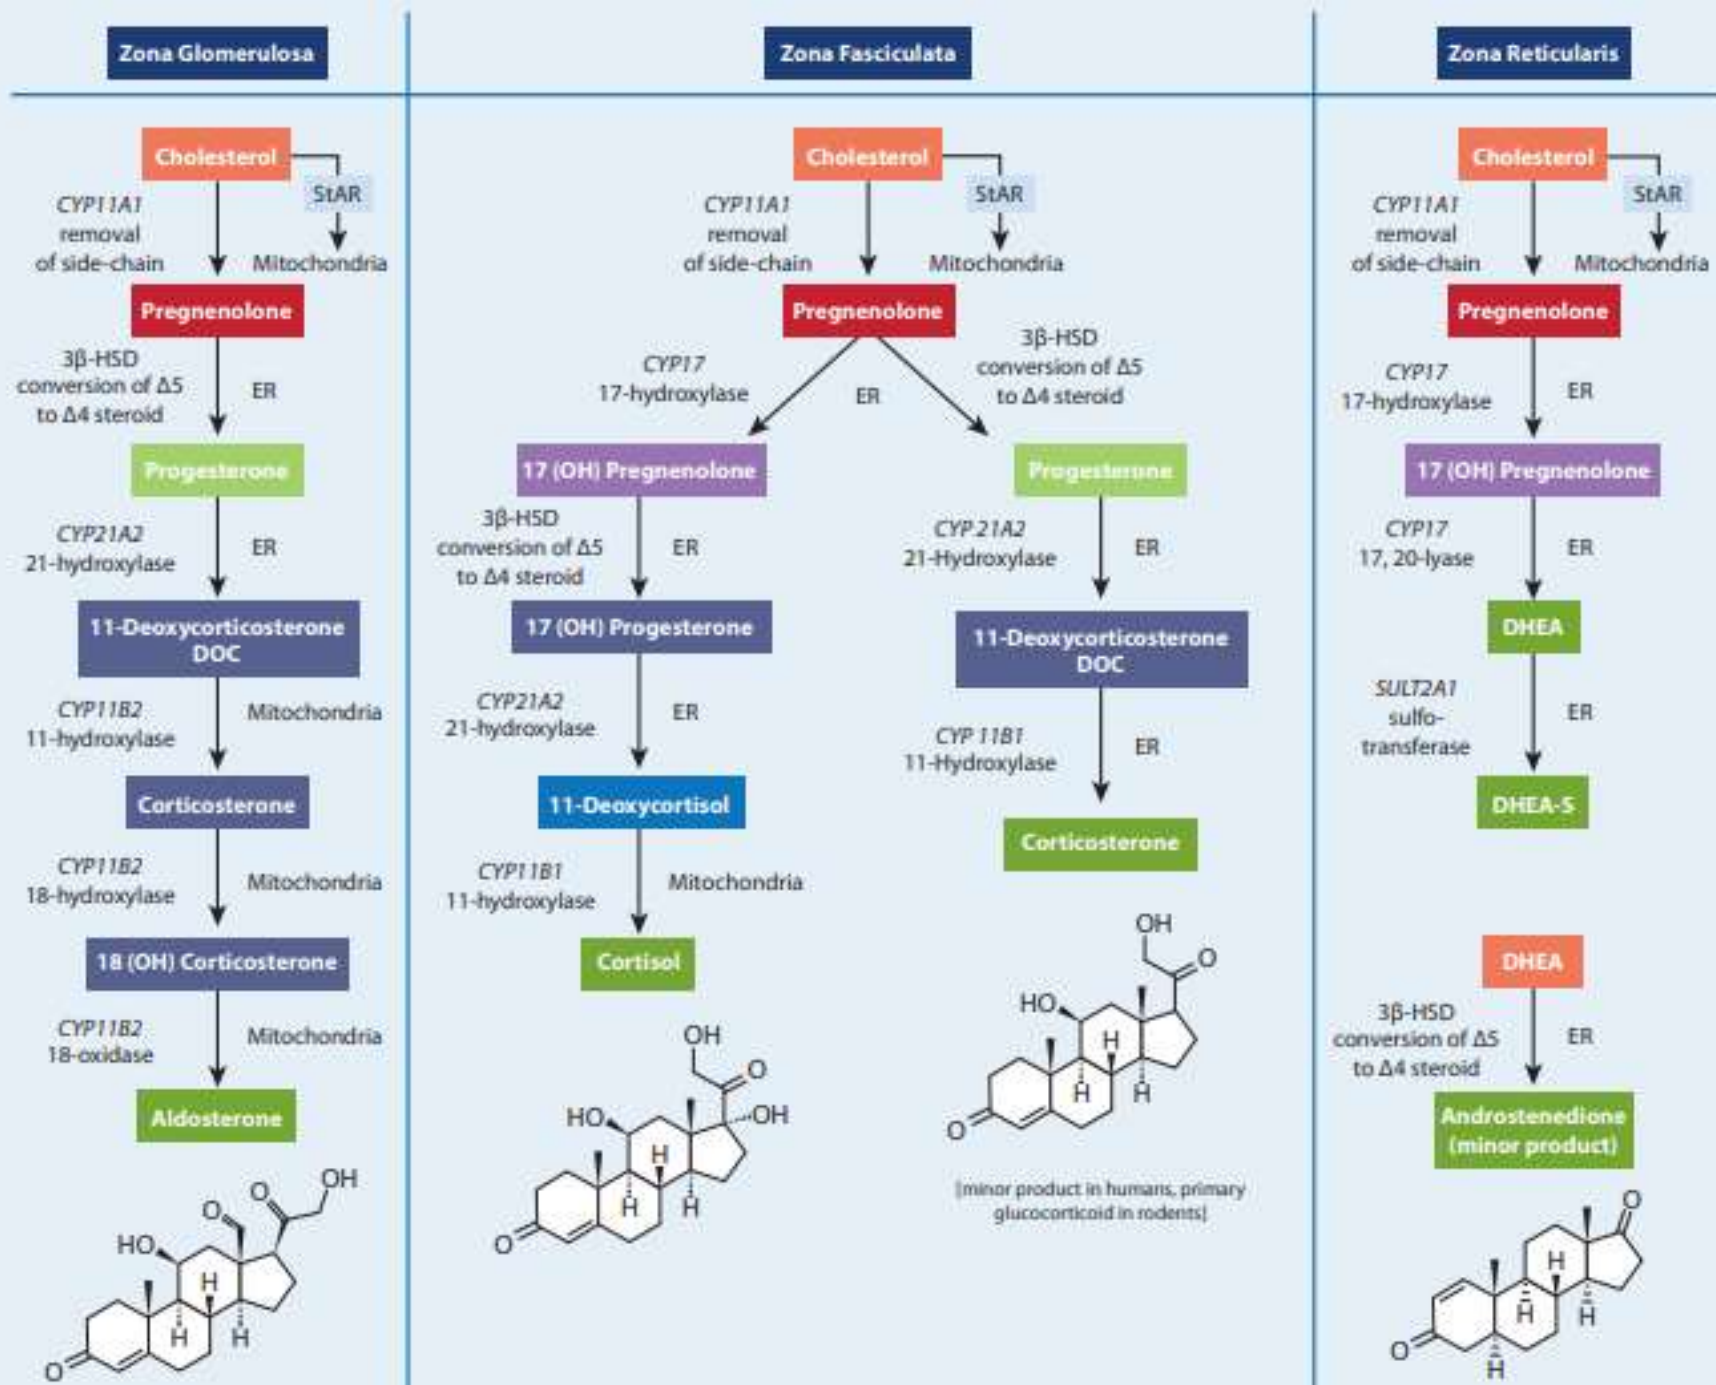 Zona Glomerulosa
Cholesterol
StAR
CYP11A1
removal
of side-chain
Mitochondria
Pregnenolone
3β-HSD
conversion of Δ5
to Δ4 steroid
ER
Progesterone
CYP21A2
21-hydroxylase
ER
11-Deoxycorticosterone
DOC
CYP11B2
11-hydroxylase
Mitochondria
Corticosterone
CYP11B2
18-hydroxylase
Mitochondria
18 (OH) Corticosterone
CYP11B2
18-oxidase
Mitochondria
Aldosterone
OH
O
O
HO
H
H
H
O
Zona Fasciculata
Cholesterol
StAR
CYP11A1
removal
of side-chain
Mitochondria
Pregnenolone
CYP17
17-hydroxylase
ER
3β-HSD
conversion of Δ5
to Δ4 steroid
17 (OH) Pregnenolone
3β-HSD
conversion of Δ5
to Δ4 steroid
ER
17 (OH) Progesterone
CYP21A2
21-hydroxylase
ER
11-Deoxycortisol
CYP11B1
11-hydroxylase
Mitochondria
Cortisol
OH
O
HO
OH
H
H
H
O
Progesterone
CYP 21A2
21-Hydroxylase
ER
11-Deoxycorticosterone
DOC
CYP 11B1
11-Hydroxylase
ER
Corticosterone
OH
O
HO
H
H
H
O
[minor product in humans, primary
glucocorticoid in rodents]
Zona Reticularis
Cholesterol
StAR
CYP11A1
removal
of side-chain
Mitochondria
Pregnenolone
CYP17
17-hydroxylase
ER
17 (OH) Pregnenolone
CYP17
17, 20-lyase
ER
DHEA
SULT2A1
sulfo-
transferase
ER
DHEA-S
DHEA
3β-HSD
conversion of Δ5
to Δ4 steroid
ER
Androstenedione
(minor product)
O
H
H
H
O
H